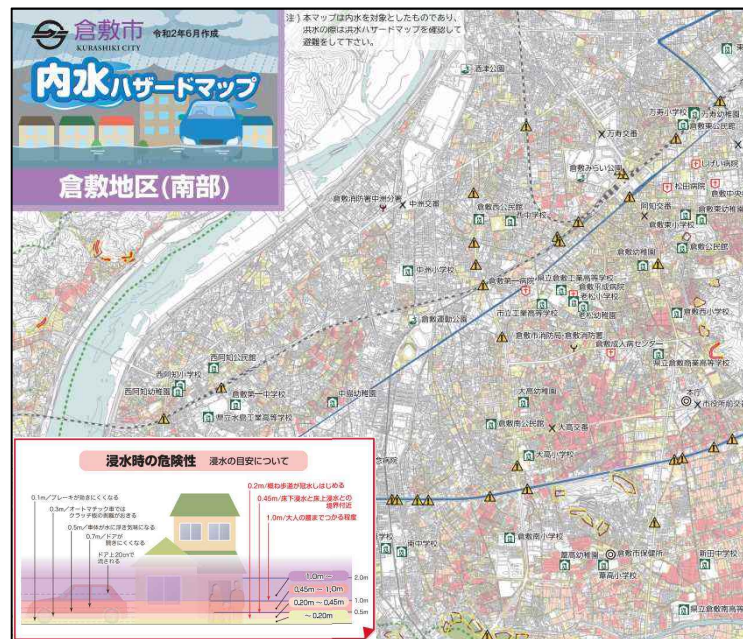 倉敷市
KURASHIKI CITY
令和2年6月作成
内水ハザードマップ
倉敷地区(南部)
注)本マップは内水を対象としたものであり、
洪水の際は洪水ハザードマップを確認して
避難をして下さい。
酒津公園
万寿小学校
万寿幼稚園
倉敷東公民館
万寿交番
倉敷みらい公園
しげい病院
松田病院
倉敷中央
倉敷消防署中洲分署
中洲交番
倉敷西公民館
西中学校
倉敷東小学校
倉敷東幼稚園
倉敷公民館
倉敷幼稚園
中洲小学校
倉敷第一病院
県立倉敷工業高等学校
倉敷平成病院
老松小学校
老松幼稚園
市立工業高等学校
倉敷西小学校
倉敷運動公園
倉敷市消防局・倉敷消防署
倉敷成人病センター
県立倉敷商業高等学校
西阿知公民館
西阿知小学校
西阿知幼稚園
倉敷第一中学校
県立水島工業高等学校
中島幼稚園
大高幼稚園
本庁
市役所前交番
倉敷南公民館
大高交番
大高小学校
念病院
南中学校
倉敷南小学校
葦高幼稚園
倉敷市保健所
葦高小学校
新田中学校
県立倉敷南高等学
浸水時の危険性 浸水の目安について
0.1m/ブレーキが効きにくくなる
0.3m/オートマチック車では
クラッチ板の剥離がおきる
0.5m/車体が水に浮き気味になる
0.7m/ドアが
開きにくくなる
ドア上20cmで
流される
0.2m/概ね歩道が冠水しはじめる
0.45m/床下浸水と床上浸水との
境界付近
1.0m/大人の腰までつかる程度
1.0m～
0.45m～1.0m
0.20m～0.45m
～0.20m
2.0m
1.0m
0.5m